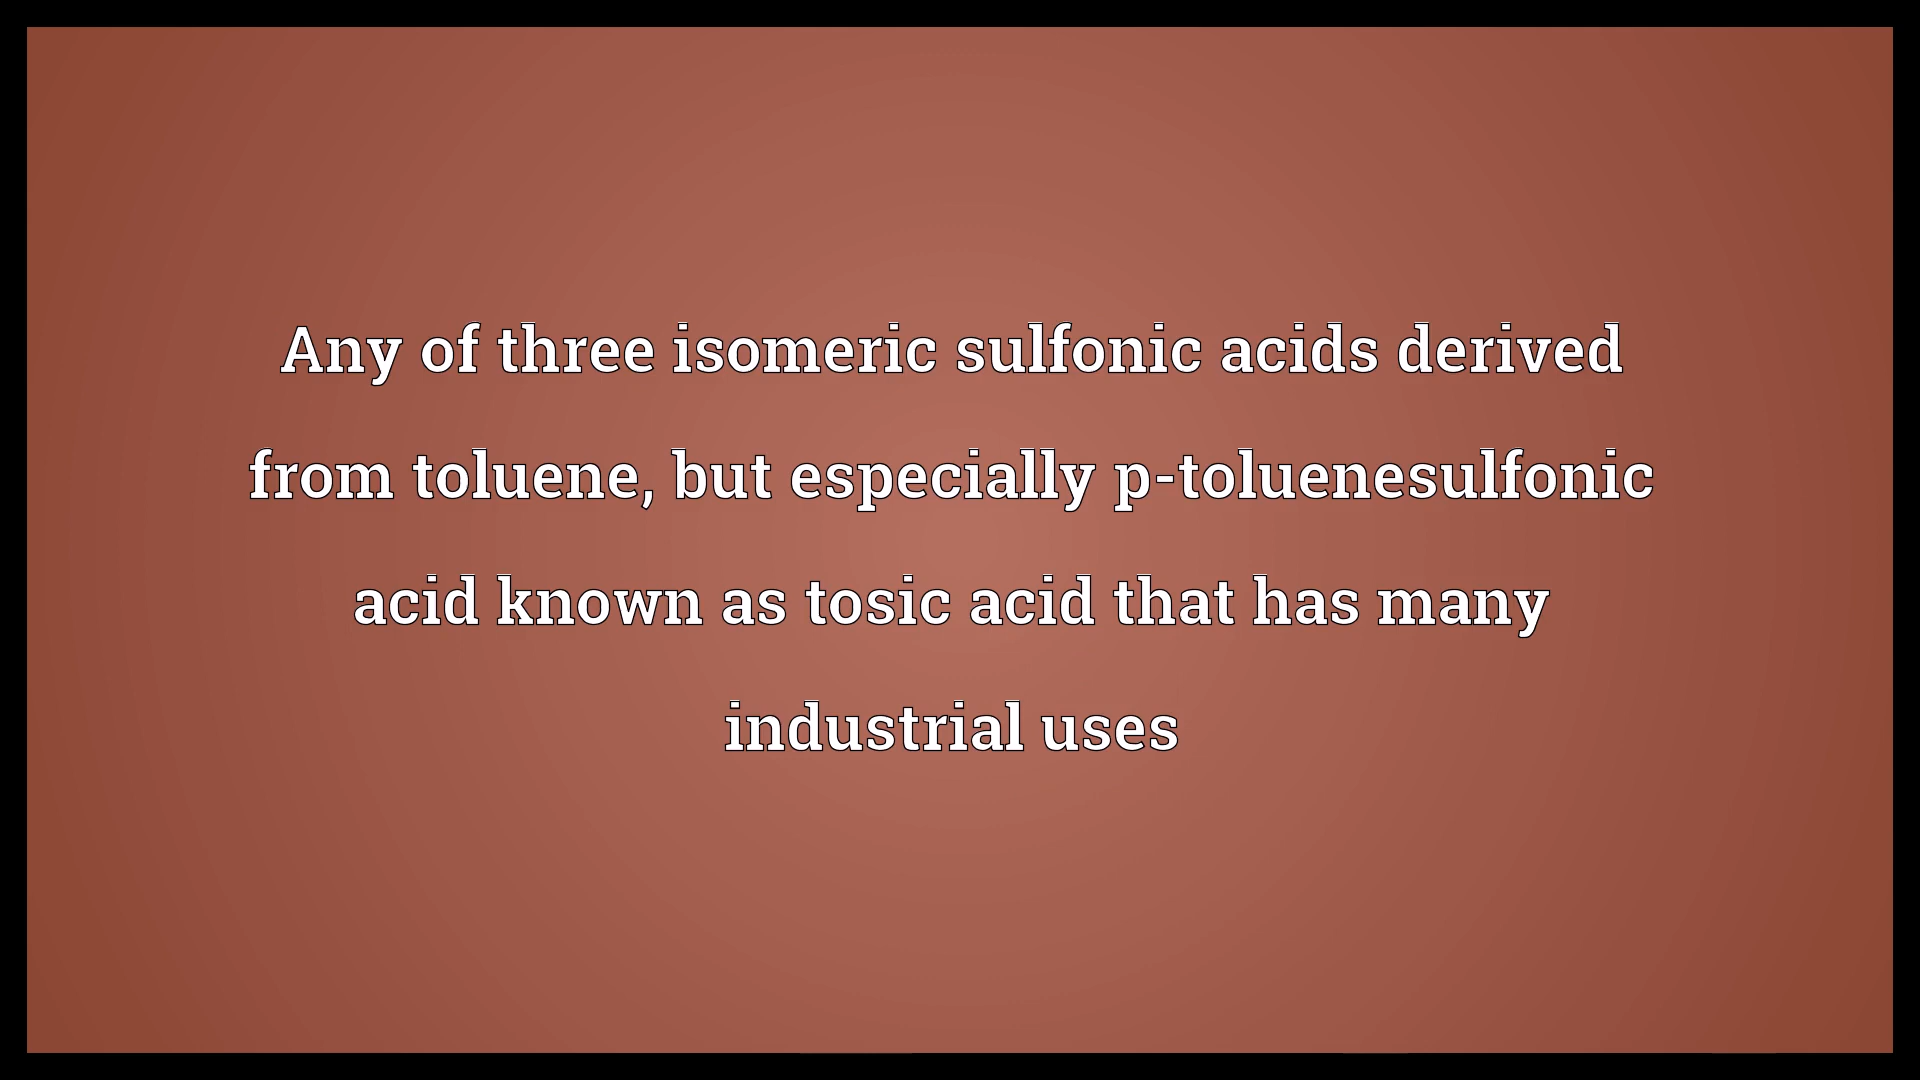 Any of three isomeric sulfonic acids derived
from toluene, but especially p-toluenesulfonic
acid known as tosic acid that has many
industrial uses